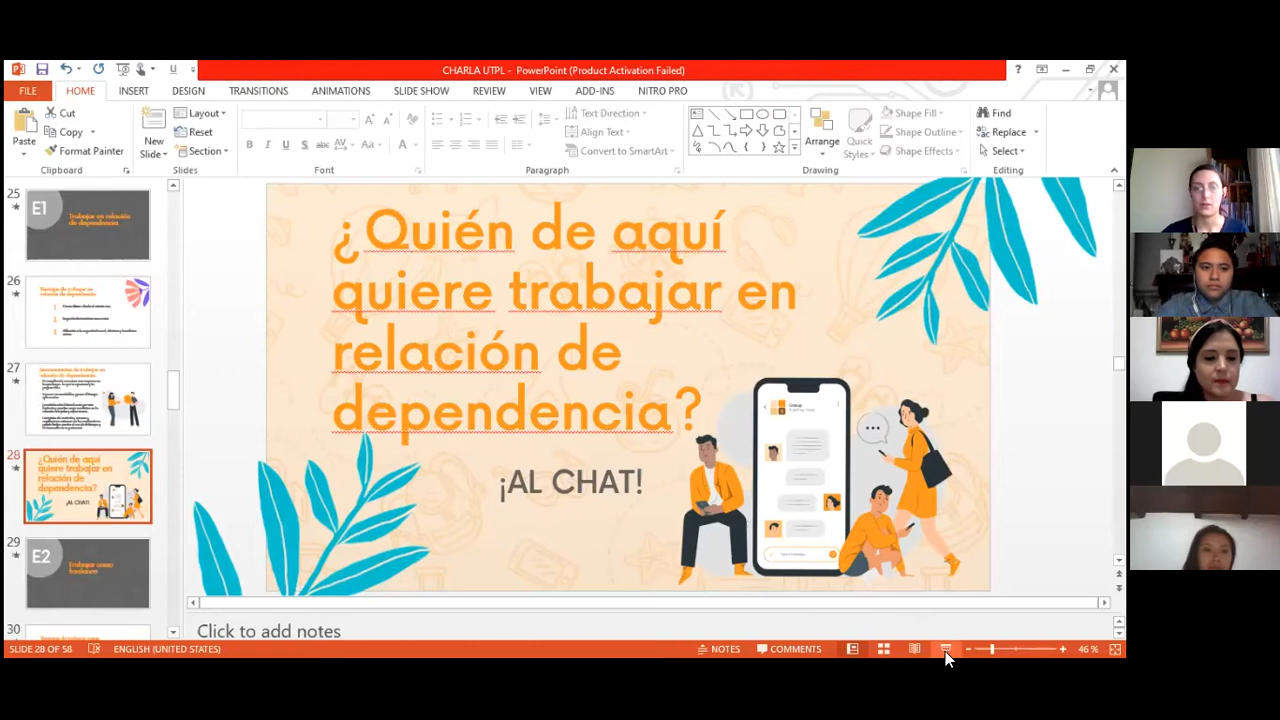 CHARLA UTPL - PowerPoint (Product Activation Failed)
FILE HOME INSERT DESIGN TRANSITIONS ANIMATIONS SLIDE SHOW REVIEW VIEW ADD-INS NITRO PRO
Paste
Cut
Copy
Format Painter
Clipboard
New
Slide
Layout
Reset
Section
Slides
Font
Text Direction
Align Text
Convert to SmartArt
Paragraph
Arrange
Quick
Styles
Shape Fill
Shape Outline
Shape Effects
Drawing
Find
Replace
Select
Editing
25
E1
Trabajar en relación
de dependencia
26
27
28
¿Quién de aquí
quiere trabajar en
relación de
dependencia?
¡AL CHAT!
29
E2
Trabajar como
freelance
30
¿Quién de aquí
quiere trabajar en
relación de
dependencia?
¡AL CHAT!
Group
Click to add notes
SLIDE 28 OF 58 ENGLISH (UNITED STATES) NOTES COMMENTS 46 %